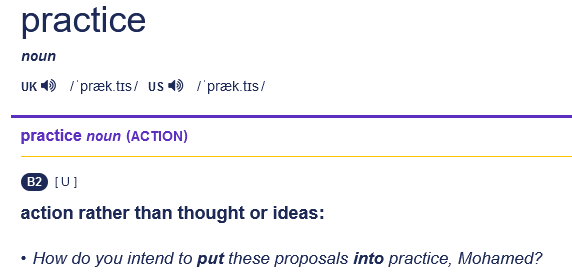 practice
noun
UK /ˈpræk.tɪs/ US /ˈpræk.tɪs/
practice noun (ACTION)
B2 [ U ]
action rather than thought or ideas:
• How do you intend to put these proposals into practice, Mohamed?